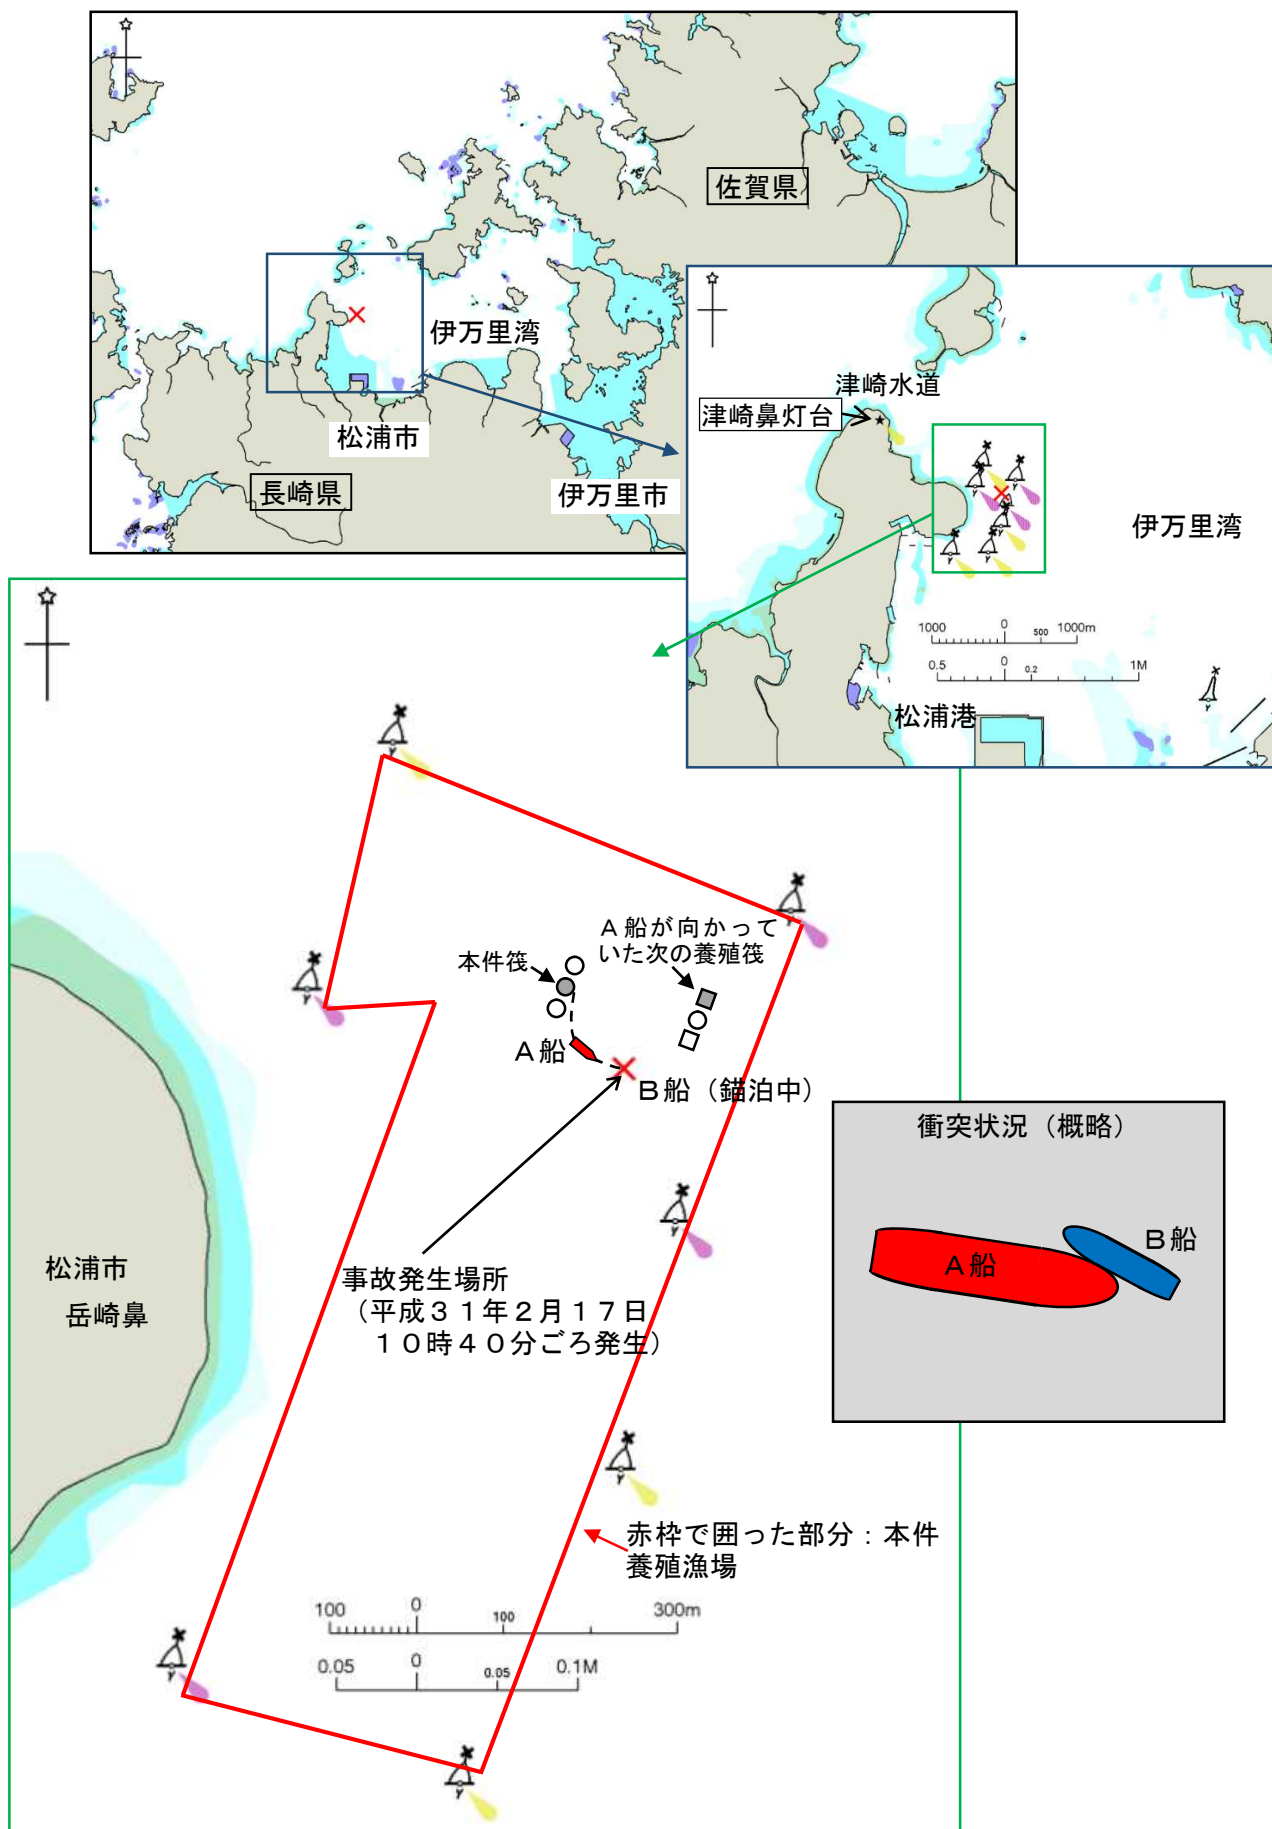 佐賀県
伊万里湾
松浦市
長崎県
伊万里市
津崎水道
津崎鼻灯台
伊万里湾
1000 0 500 1000m
0.5 0 0.2 1M
松浦港
A船が向かって
いた次の養殖筏
本件筏
A船
B船（錨泊中）
衝突状況（概略）
A船
B船
松浦市
岳崎鼻
事故発生場所
（平成３１年２月１７日
１０時４０分ごろ発生）
赤枠で囲った部分：本件
養殖漁場
100 0 100 300m
0.05 0 0.05 0.1M